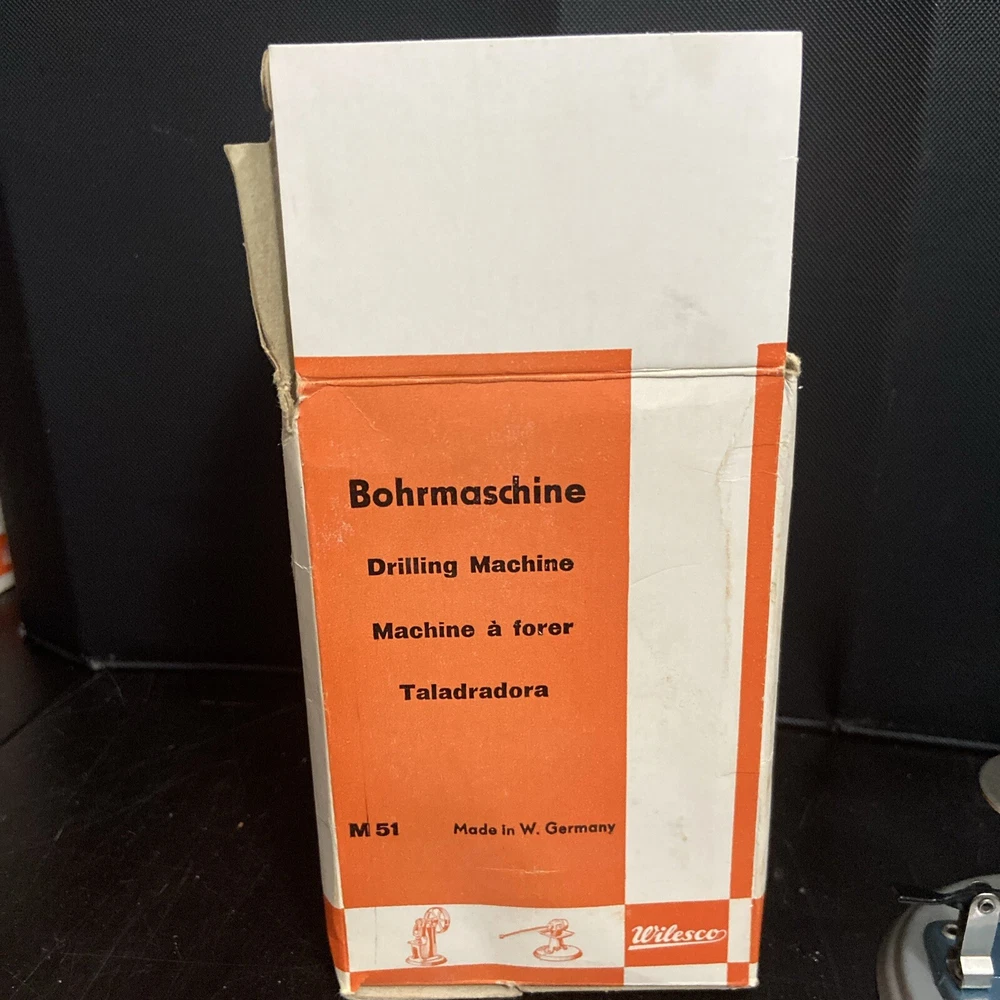 Bohrmaschine
Drilling Machine
Machine à forer
Taladradora
M 51 Made in W. Germany
Wilesco